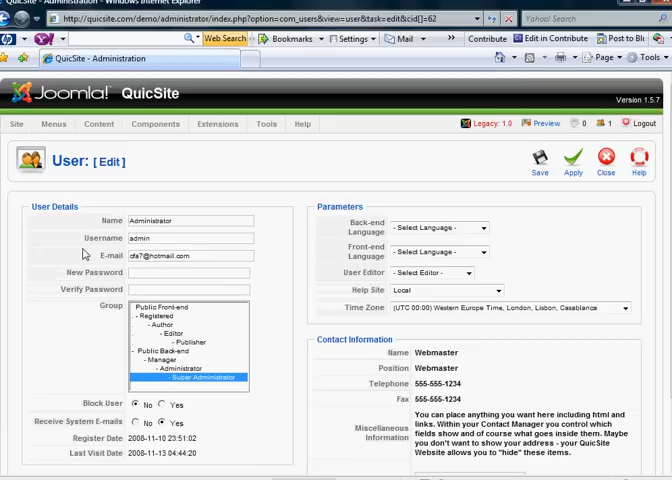 QuicSite - Administration - Windows Internet Explorer
http://quicsite.com/demo/administrator/index.php?option=com_users&view=user&task=edit&cid[]=62
Yahoo! Search
Y! Web Search Bookmarks Settings Mail Contribute Edit in Contribute Post to Bl
QuicSite - Administration Page Tools
Joomla! QuicSite Version 1.5.7
Site Menus Content Components Extensions Tools Help Legacy: 1.0 Preview 0 1 Logout
User: [ Edit ] Save Apply Close Help
User Details
Name Administrator
Username admin
E-mail cfa7@hotmail.com
New Password
Verify Password
Group
Public Front-end
. - Registered
. - Author
. - Editor
. - Publisher
- Public Back-end
. - Manager
. - Administrator
- Super Administrator
Block User No Yes
Receive System E-mails No Yes
Register Date 2008-11-10 23:51:02
Last Visit Date 2008-11-13 04:44:20
Parameters
Back-end Language - Select Language -
Front-end Language - Select Language -
User Editor - Select Editor -
Help Site Local
Time Zone (UTC 00:00) Western Europe Time, London, Lisbon, Casablanca
Contact Information
Name Webmaster
Position Webmaster
Telephone 555-555-1234
Fax 555-555-1234
Miscellaneous Information
You can place anything you want here including html and
links. Within your Contact Manager you control which
fields show and of course what goes inside them. Maybe
you don't want to show your address - your QuicSite
Website allows you to "hide" these items.